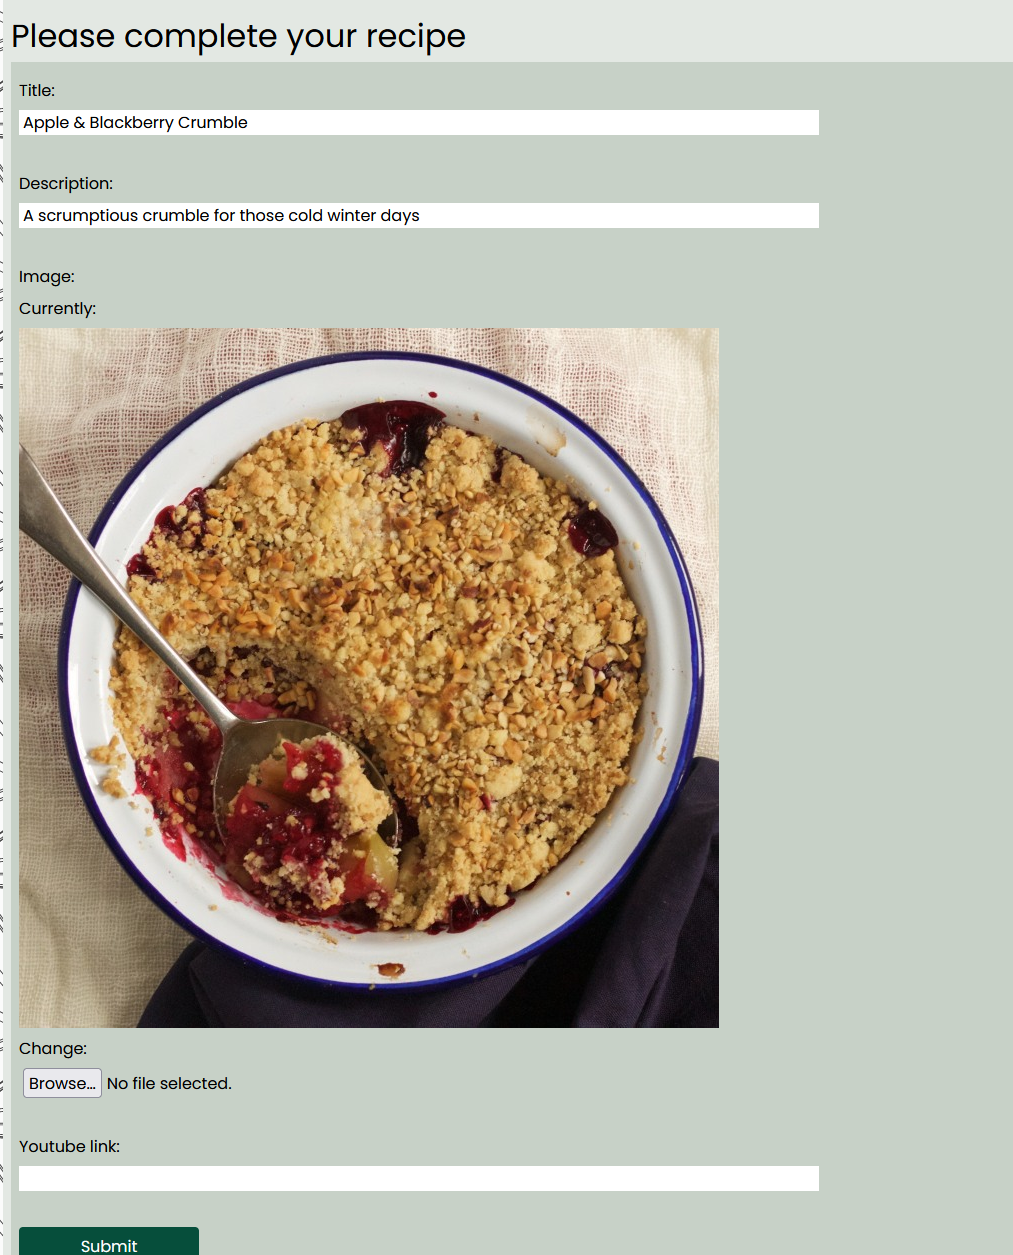 Please complete your recipe
Title:
Apple & Blackberry Crumble
Description:
A scrumptious crumble for those cold winter days
Image:
Currently:
Change:
Browse... No file selected.
Youtube link:
Submit